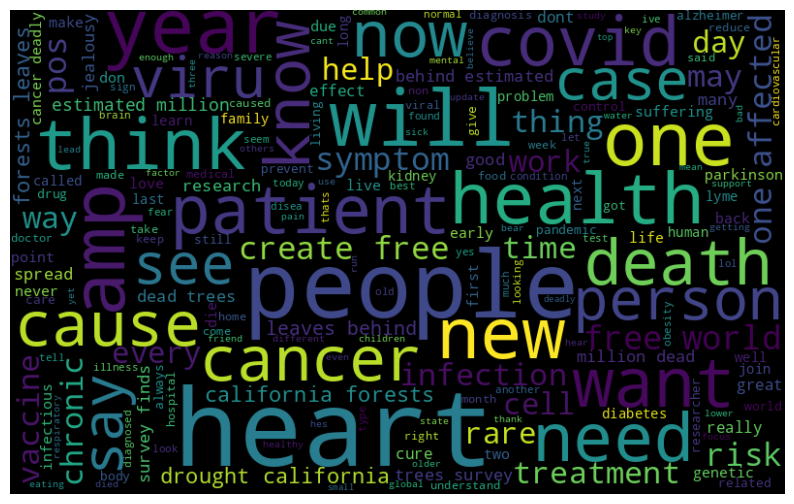 year
now
covid
day
pos
jealousy
make
due
long
dont
normal
diagnosis
ive
study
alzheimer
reduce
forests leaves
cancer deadly
don
sign
know
common
cant
enough
reason
severe
three
key
top
said
viru
help
behind estimated
case
may
cardiovascular
estimated million
caused
effect
problem
many
think
brain
learn
family
living
viral
non
mental
believe
update
control
water
bad
will
thing
one
one affected
lead
seem
others
found
sick
give
week
let
true
suffering
called
made
factor
medical
prevent
symptom
good
work
mean
drug
love
research
today
use
kidney
food
condition
parkinson
support
way
last
fear
disea
pain
live
best
next
health
got
lyme
doctor
take
keep
still
thats
patient
back
getting
point
amp
see
create free
early
pandemic
human
test
bear
time
life
spread
never
run
yes
lol
death
care
yet
dead trees
people
first
much
looking
person
cause
die
home
old
deadly
leaves behind
new
obesity
free world
come
friend
different
children
even
hear
every
million dead
well
tell
illness
cancer
infection
want
join
great
vaccine
say
always
hospital
california forests
another
researcher
world
infectious
respiratory
chronic
diagnosed
survey finds
type
month
cell
diabetes
lower
heart
state
thank
rare
need
really
focus
look
hes
right
cure
two
risk
body
healthy
older
drought california
trees survey
treatment
genetic
eating
died
small
global
understand
related